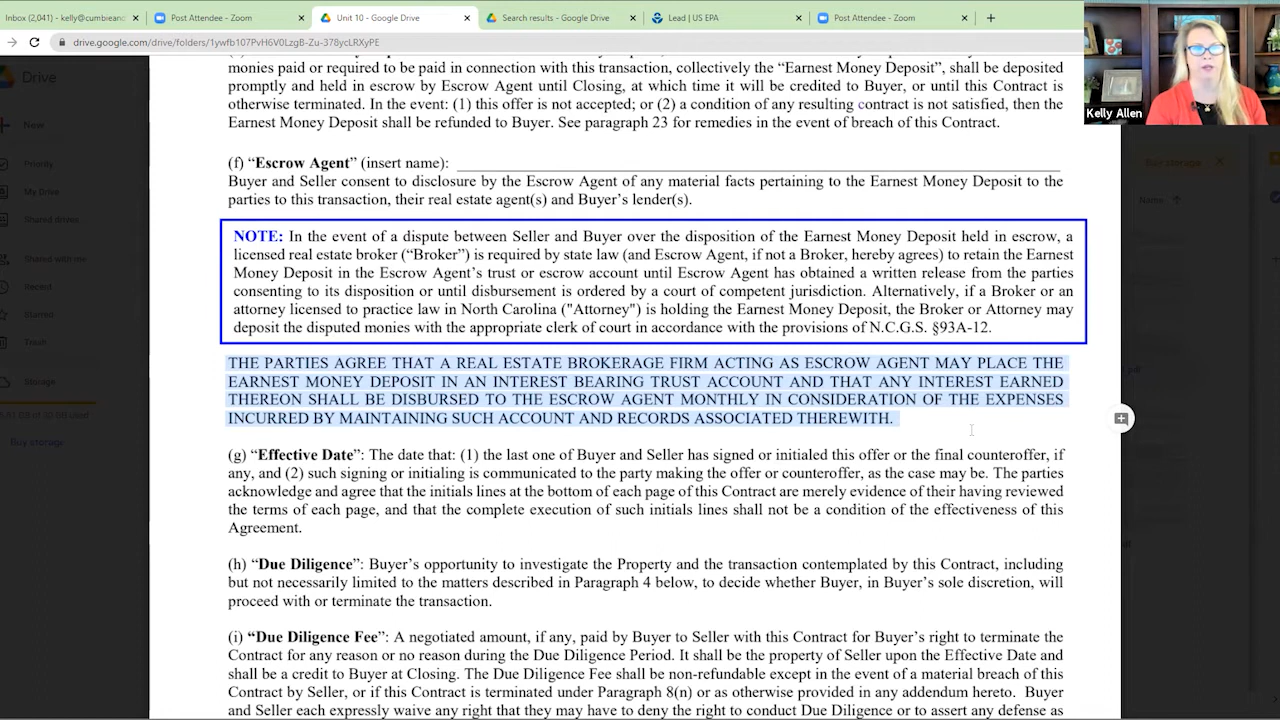 Inbox (2,041) - kelly@cumbreanc
Post Attendee - Zoom
Unit 10 - Google Drive
Search results - Google Drive
Lead | US EPA
Post Attendee - Zoom
drive.google.com/drive/folders/1ywfb107PvH6V0LzgB-Zu-378ycLRXyPE
Kelly Allen
Drive
New
Priority
My Drive
Shared drives
Shared with me
Recent
Starred
Trash
Storage
Buy storage
Buy storage
Name
monies paid or required to be paid in connection with this transaction, collectively the “Earnest Money Deposit”, shall be deposited
promptly and held in escrow by Escrow Agent until Closing, at which time it will be credited to Buyer, or until this Contract is
otherwise terminated. In the event: (1) this offer is not accepted; or (2) a condition of any resulting contract is not satisfied, then the
Earnest Money Deposit shall be refunded to Buyer. See paragraph 23 for remedies in the event of breach of this Contract.
(f) “Escrow Agent” (insert name):
Buyer and Seller consent to disclosure by the Escrow Agent of any material facts pertaining to the Earnest Money Deposit to the
parties to this transaction, their real estate agent(s) and Buyer’s lender(s).
NOTE: In the event of a dispute between Seller and Buyer over the disposition of the Earnest Money Deposit held in escrow, a
licensed real estate broker (“Broker”) is required by state law (and Escrow Agent, if not a Broker, hereby agrees) to retain the Earnest
Money Deposit in the Escrow Agent’s trust or escrow account until Escrow Agent has obtained a written release from the parties
consenting to its disposition or until disbursement is ordered by a court of competent jurisdiction. Alternatively, if a Broker or an
attorney licensed to practice law in North Carolina ("Attorney") is holding the Earnest Money Deposit, the Broker or Attorney may
deposit the disputed monies with the appropriate clerk of court in accordance with the provisions of N.C.G.S. §93A-12.
THE PARTIES AGREE THAT A REAL ESTATE BROKERAGE FIRM ACTING AS ESCROW AGENT MAY PLACE THE
EARNEST MONEY DEPOSIT IN AN INTEREST BEARING TRUST ACCOUNT AND THAT ANY INTEREST EARNED
THEREON SHALL BE DISBURSED TO THE ESCROW AGENT MONTHLY IN CONSIDERATION OF THE EXPENSES
INCURRED BY MAINTAINING SUCH ACCOUNT AND RECORDS ASSOCIATED THEREWITH.
(g) “Effective Date”: The date that: (1) the last one of Buyer and Seller has signed or initialed this offer or the final counteroffer, if
any, and (2) such signing or initialing is communicated to the party making the offer or counteroffer, as the case may be. The parties
acknowledge and agree that the initials lines at the bottom of each page of this Contract are merely evidence of their having reviewed
the terms of each page, and that the complete execution of such initials lines shall not be a condition of the effectiveness of this
Agreement.
(h) “Due Diligence”: Buyer’s opportunity to investigate the Property and the transaction contemplated by this Contract, including
but not necessarily limited to the matters described in Paragraph 4 below, to decide whether Buyer, in Buyer’s sole discretion, will
proceed with or terminate the transaction.
(i) “Due Diligence Fee”: A negotiated amount, if any, paid by Buyer to Seller with this Contract for Buyer’s right to terminate the
Contract for any reason or no reason during the Due Diligence Period. It shall be the property of Seller upon the Effective Date and
shall be a credit to Buyer at Closing. The Due Diligence Fee shall be non-refundable except in the event of a material breach of this
Contract by Seller, or if this Contract is terminated under Paragraph 8(n) or as otherwise provided in any addendum hereto. Buyer
and Seller each expressly waive any right that they may have to deny the right to conduct Due Diligence or to assert any defense as